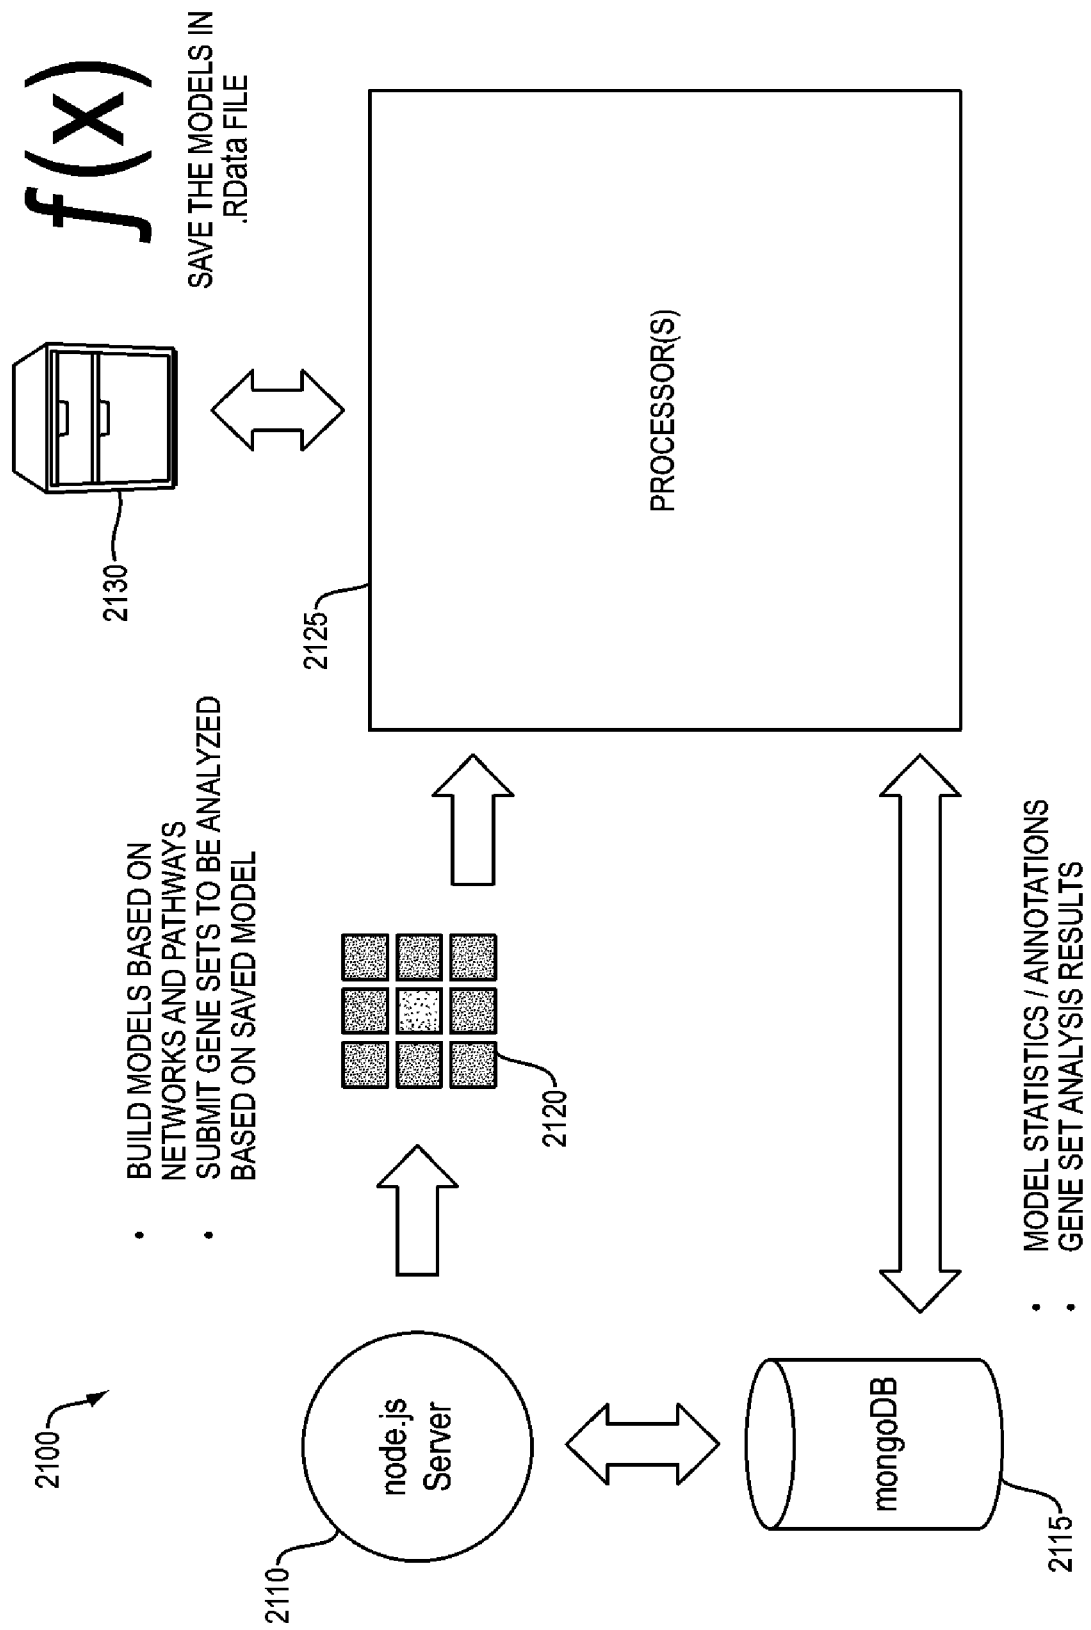 2100
• BUILD MODELS BASED ON
NETWORKS AND PATHWAYS
• SUBMIT GENE SETS TO BE ANALYZED
BASED ON SAVED MODEL
2130
f(x)
SAVE THE MODELS IN
.RData FILE
2110
node.js
Server
2120
2125
PROCESSOR(S)
mongoDB
2115
• MODEL STATISTICS / ANNOTATIONS
• GENE SET ANALYSIS RESULTS